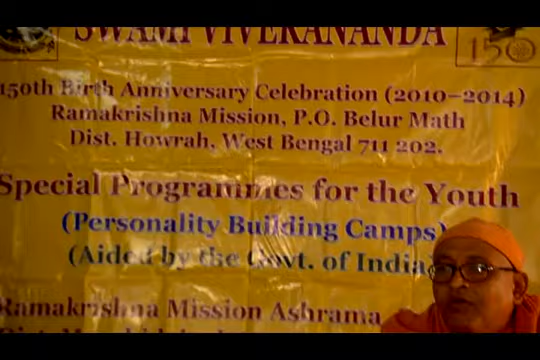 SWAMI VIVEKANANDA
150
150th Birth Anniversary Celebration (2010–2014)
Ramakrishna Mission, P.O. Belur Math
Dist. Howrah, West Bengal 711 202.
Special Programmes for the Youth
(Personality Building Camps)
(Aided by the Govt. of India)
Ramakrishna Mission Ashrama